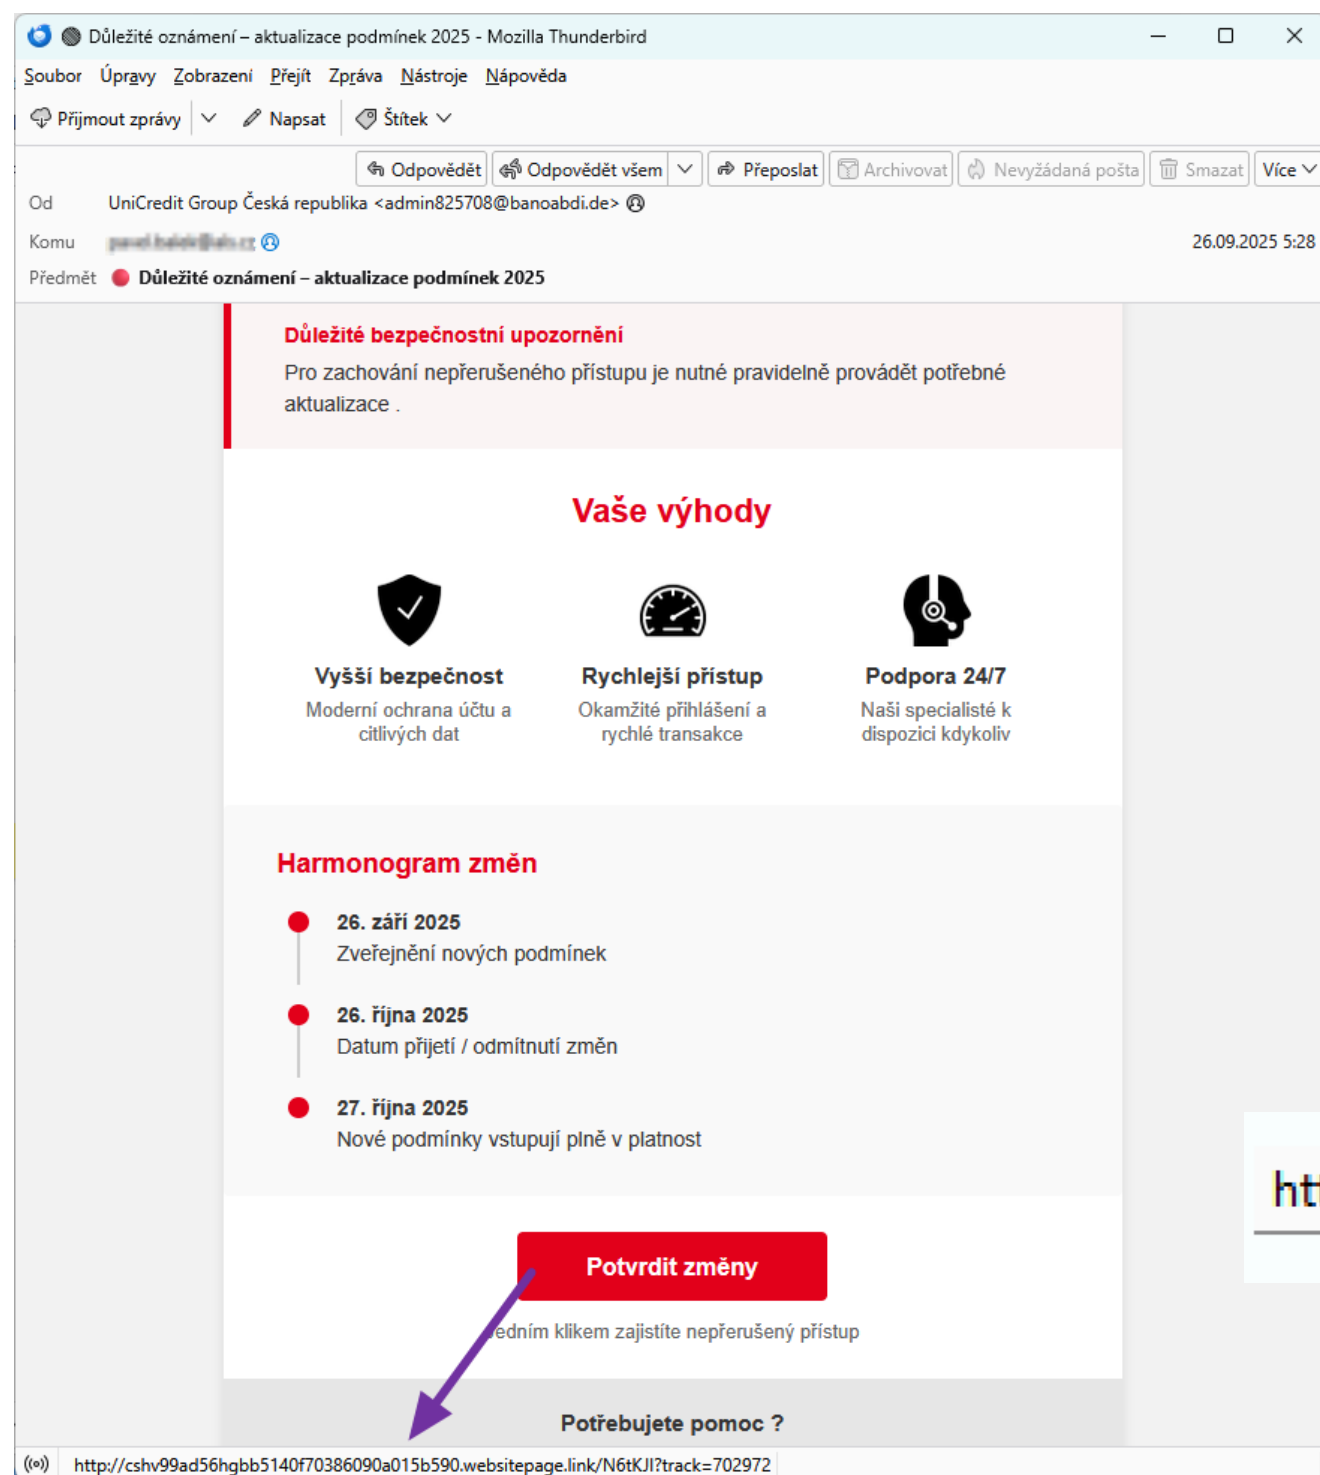 Důležité oznámení – aktualizace podmínek 2025 - Mozilla Thunderbird
Soubor Úpravy Zobrazení Přejít Zpráva Nástroje Nápověda
Přijmout zprávy Napsat Štítek
Odpovědět Odpovědět všem Přeposlat Archivovat Nevyžádaná pošta Smazat Více
Od UniCredit Group Česká republika <admin825708@banoabdi.de>
Komu 26.09.2025 5:28
Předmět Důležité oznámení – aktualizace podmínek 2025
Důležité bezpečnostní upozornění
Pro zachování nepřerušeného přístupu je nutné pravidelně provádět potřebné
aktualizace .
Vaše výhody
Vyšší bezpečnost Rychlejší přístup Podpora 24/7
Moderní ochrana účtu a Okamžité přihlášení a Naši specialisté k
citlivých dat rychlé transakce dispozici kdykoliv
Harmonogram změn
26. září 2025
Zveřejnění nových podmínek
26. října 2025
Datum přijetí / odmítnutí změn
27. října 2025
Nové podmínky vstupují plně v platnost
Potvrdit změny
klikem zajistíte nepřerušený přístup
Potřebujete pomoc ?
http://cshv99ad56hgbb5140f70386090a015b590.websitepage.link/N6tKJI?track=702972